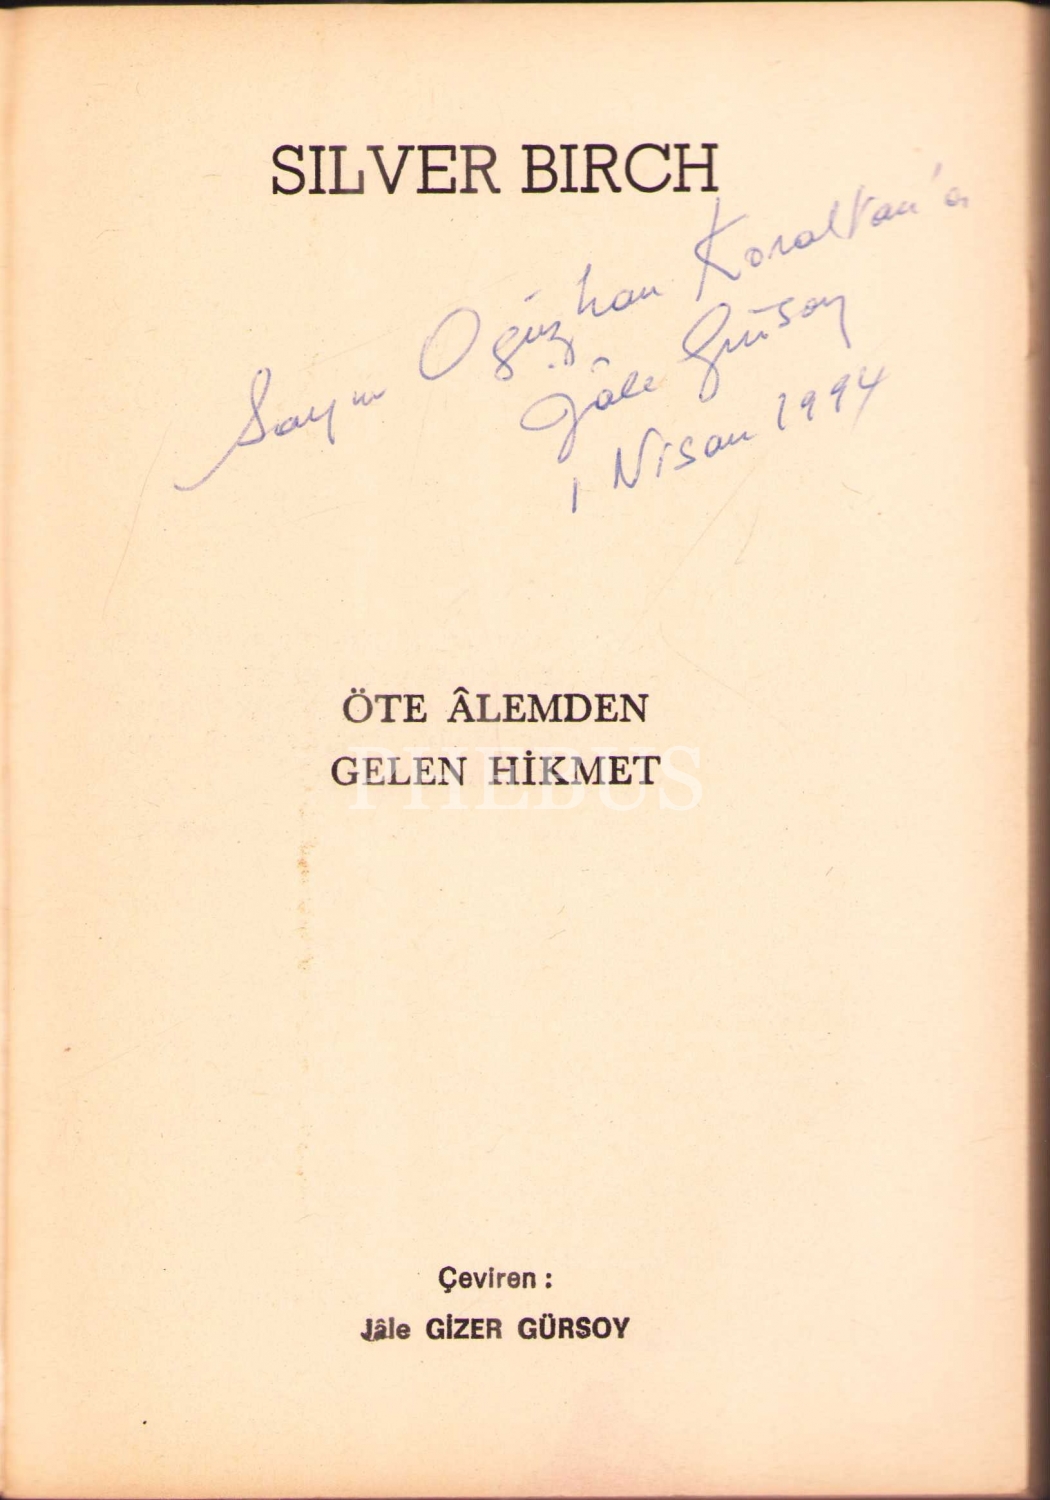 SILVER BIRCH
Sayın Oğuzhan Koraltan'a
Jâle Gürsoy
1 Nisan 1994
ÖTE ÂLEMDEN
GELEN HİKMET
PHEBUS
Çeviren :
Jâle GİZER GÜRSOY